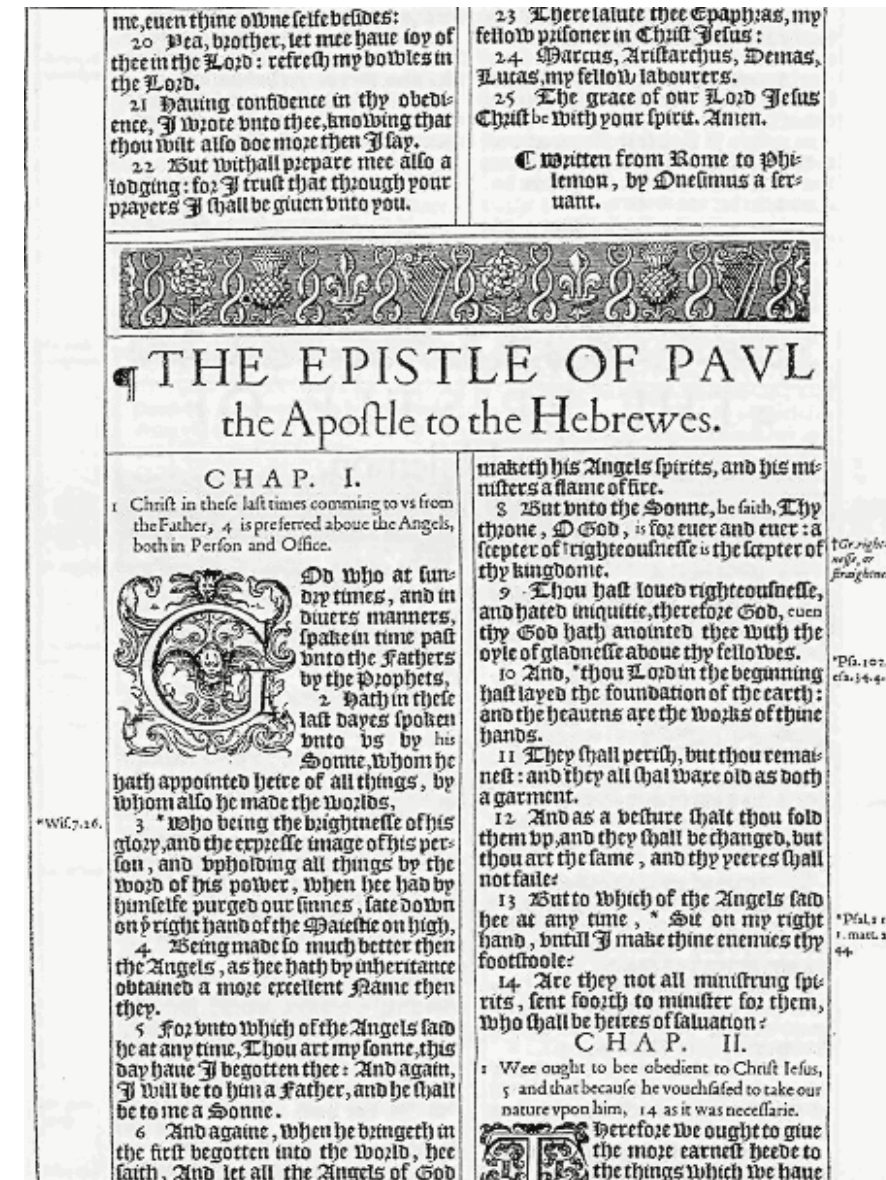 me, euen thine owne selfe besides:
20 Yea, brother, let mee haue ioy of
thee in the Lord: refresh my bowles in
the Lord.
21 Hauing confidence in thy obedi-
ence, I wrote vnto thee, knowing that
thou wilt also doe more then I say.
22 But withall prepare mee also a
lodging: for I trust that through your
prayers I shall be giuen vnto you.
23 There salute thee Epaphras, my
fellow prisoner in Christ Iesus:
24 Marcus, Aristarchus, Demas,
Lucas, my fellow labourers.
25 The grace of our Lord Iesus
Christ be with your spirit. Amen.
¶ Written from Rome to Phi-
lemon, by Onesimus a ser-
uant.
¶ THE EPISTLE OF PAVL
the Apostle to the Hebrewes.
CHAP. I.
1 Christ in these last times comming to vs from
the Father, 4 is preferred aboue the Angels,
both in Person and Office.
GOd who at sun-
dry times, and in
diuers manners,
spake in time past
vnto the Fathers
by the Prophets,
2 Hath in these
last dayes spoken
vnto vs by his
Sonne, whom he
hath appointed heire of all things, by
whom also he made the worlds,
*Wis.7.26.
3 *Who being the brightnesse of his
glory, and the expresse image of his per-
son, and vpholding all things by the
word of his power, when hee had by
himselfe purged our sinnes, sate down
on yͤ right hand of the Maiestie on high,
4 Being made so much better then
the Angels, as hee hath by inheritance
obtained a more excellent Name then
they.
5 For vnto which of the Angels said
he at any time, Thou art my sonne, this
day haue I begotten thee: And again,
I will be to him a Father, and he shall
be to me a Sonne.
6 And againe, when he bringeth in
the first begotten into the world, hee
saith, And let all the Angels of God
maketh his Angels spirits, and his mi-
nisters a flame of fire.
8 But vnto the Sonne, he saith, Thy
throne, O God, is for euer and euer: a
scepter of †righteousnesse is the scepter of
thy kingdome.
†Gr. right-
nesse, or
straightne
9 Thou hast loued righteousnesse,
and hated iniquitie, therefore God, euen
thy God hath anointed thee with the
oyle of gladnesse aboue thy fellowes.
10 And, *thou Lord in the beginning
hast layed the foundation of the earth:
and the heauens are the works of thine
hands.
*Psa.102.
esa.34.4.
11 They shall perish, but thou remai-
nest: and they all shal waxe old as doth
a garment.
12 And as a vesture shalt thou fold
them vp, and they shall be changed, but
thou art the same, and thy yeeres shall
not faile.
13 But to which of the Angels said
hee at any time, * Sit on my right
hand, vntill I make thine enemies thy
footstoole?
*Psal.11
1. matt. 2
44.
14 Are they not all ministring spi-
rits, sent foorth to minister for them,
who shall be heires of saluation?
CHAP. II.
1 Wee ought to bee obedient to Christ Iesus,
5 and that because he vouchsafed to take our
nature vpon him, 14 as it was necessarie.
Therefore we ought to giue
the more earnest heede to
the things which we haue